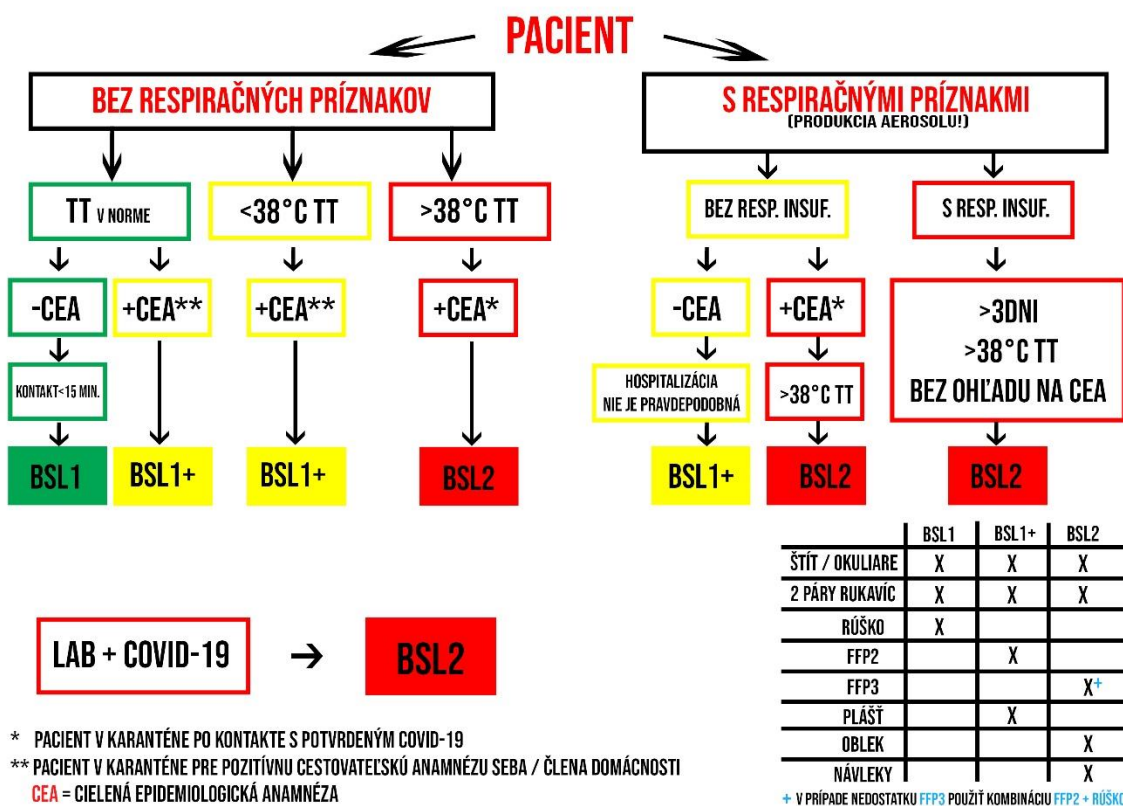 PACIENT
BEZ RESPIRAČNÝCH PRÍZNAKOV
TT V NORME
<38°C TT
>38°C TT
-CEA
+CEA**
+CEA**
+CEA*
KONTAKT<15 MIN.
BSL1
BSL1+
BSL1+
BSL2
S RESPIRAČNÝMI PRÍZNAKMI
(PRODUKCIA AEROSOLU!)
BEZ RESP. INSUF.
S RESP. INSUF.
-CEA
+CEA*
>3DNI
>38°C TT
BEZ OHĽADU NA CEA
HOSPITALIZÁCIA
NIE JE PRAVDEPODOBNÁ
>38°C TT
BSL1+
BSL2
BSL2
LAB + COVID-19
BSL2
* PACIENT V KARANTÉNE PO KONTAKTE S POTVRDENÝM COVID-19
** PACIENT V KARANTÉNE PRE POZITÍVNU CESTOVATEĽSKÚ ANAMNÉZU SEBA / ČLENA DOMÁCNOSTI
CEA = CIELENÁ EPIDEMIOLOGICKÁ ANAMNÉZA
BSL1 BSL1+ BSL2
ŠTÍT / OKULIARE X X X
2 PÁRY RUKAVÍC X X X
RÚŠKO X
FFP2 X
FFP3 X+
PLÁŠŤ X
OBLEK X
NÁVLEKY X
+ V PRÍPADE NEDOSTATKU FFP3 POUŽIŤ KOMBINÁCIU FFP2 + RÚŠKO